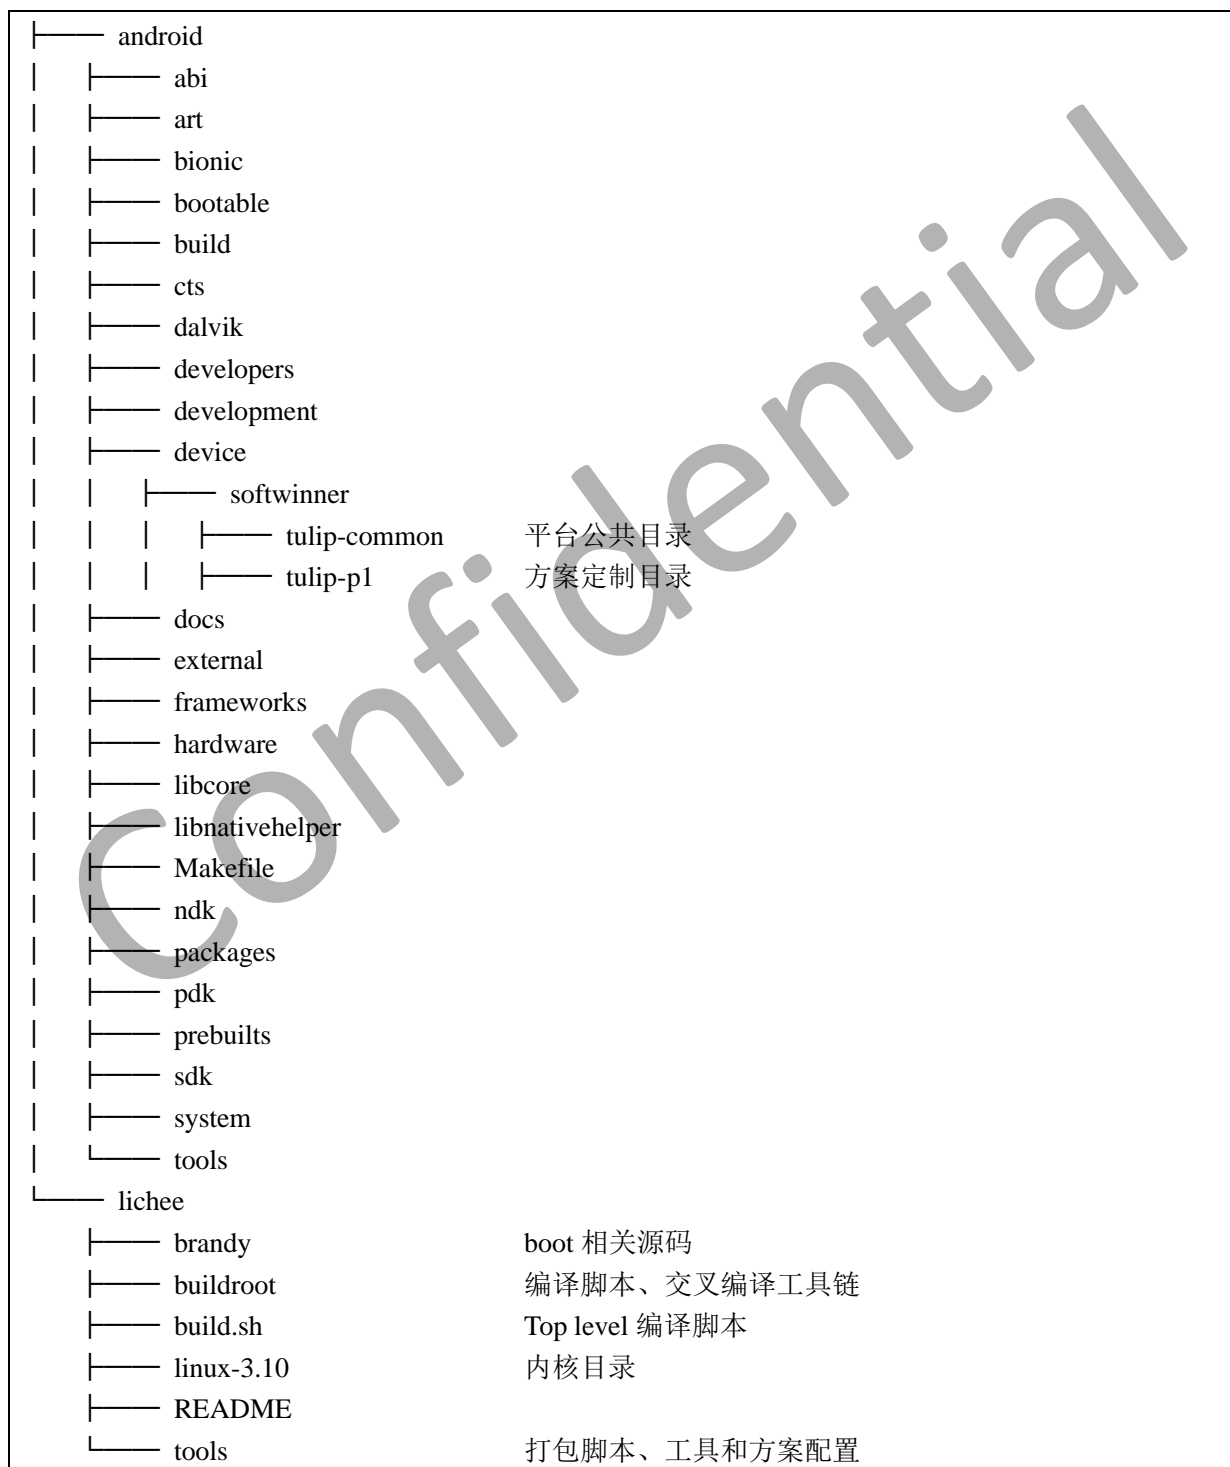 ├── android
│ ├── abi
│ ├── art
│ ├── bionic
│ ├── bootable
│ ├── build
│ ├── cts
│ ├── dalvik
│ ├── developers
│ ├── development
│ ├── device
│ │ ├── softwinner
│ │ │ ├── tulip-common 平台公共目录
│ │ │ ├── tulip-p1 方案定制目录
│ ├── docs
│ ├── external
│ ├── frameworks
│ ├── hardware
│ ├── libcore
│ ├── libnativehelper
│ ├── Makefile
│ ├── ndk
│ ├── packages
│ ├── pdk
│ ├── prebuilts
│ ├── sdk
│ ├── system
│ └── tools
└── lichee
├── brandy boot 相关源码
├── buildroot 编译脚本、交叉编译工具链
├── build.sh Top level 编译脚本
├── linux-3.10 内核目录
├── README
└── tools 打包脚本、工具和方案配置
Confidential